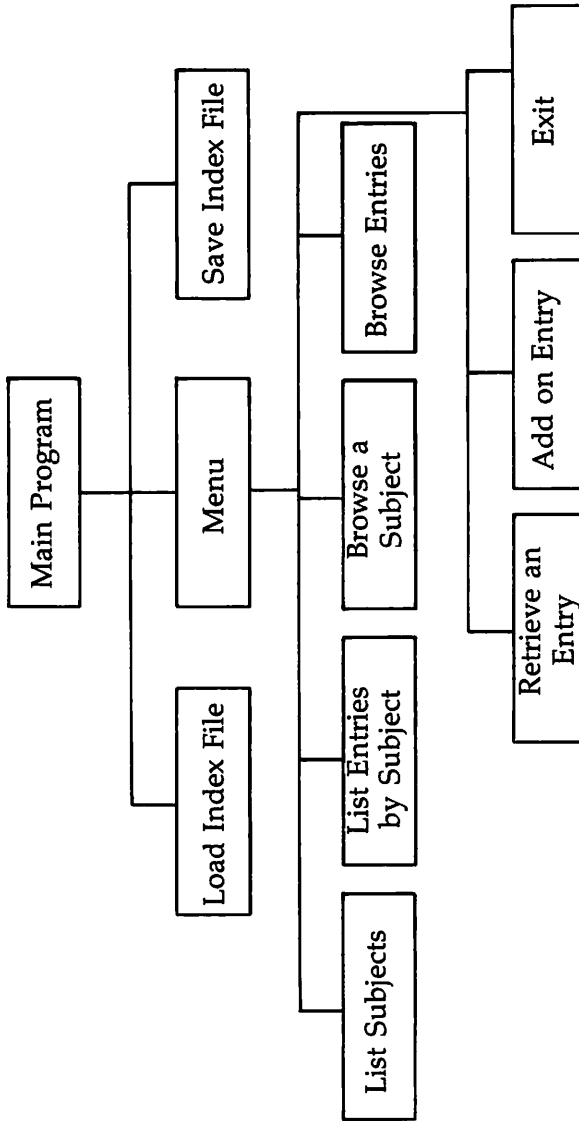 Main Program
Load Index File
Menu
Save Index File
List Subjects
List Entries
by Subject
Browse a
Subject
Browse Entries
Retrieve an
Entry
Add on Entry
Exit